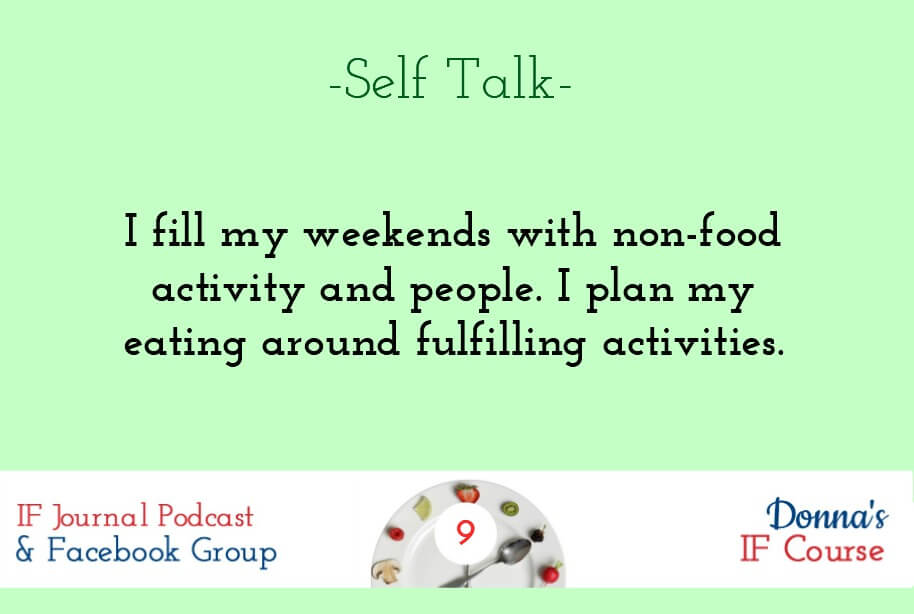 -Self Talk-
I fill my weekends with non-food
activity and people. I plan my
eating around fulfilling activities.
IF Journal Podcast
& Facebook Group
9
Donna's
IF Course